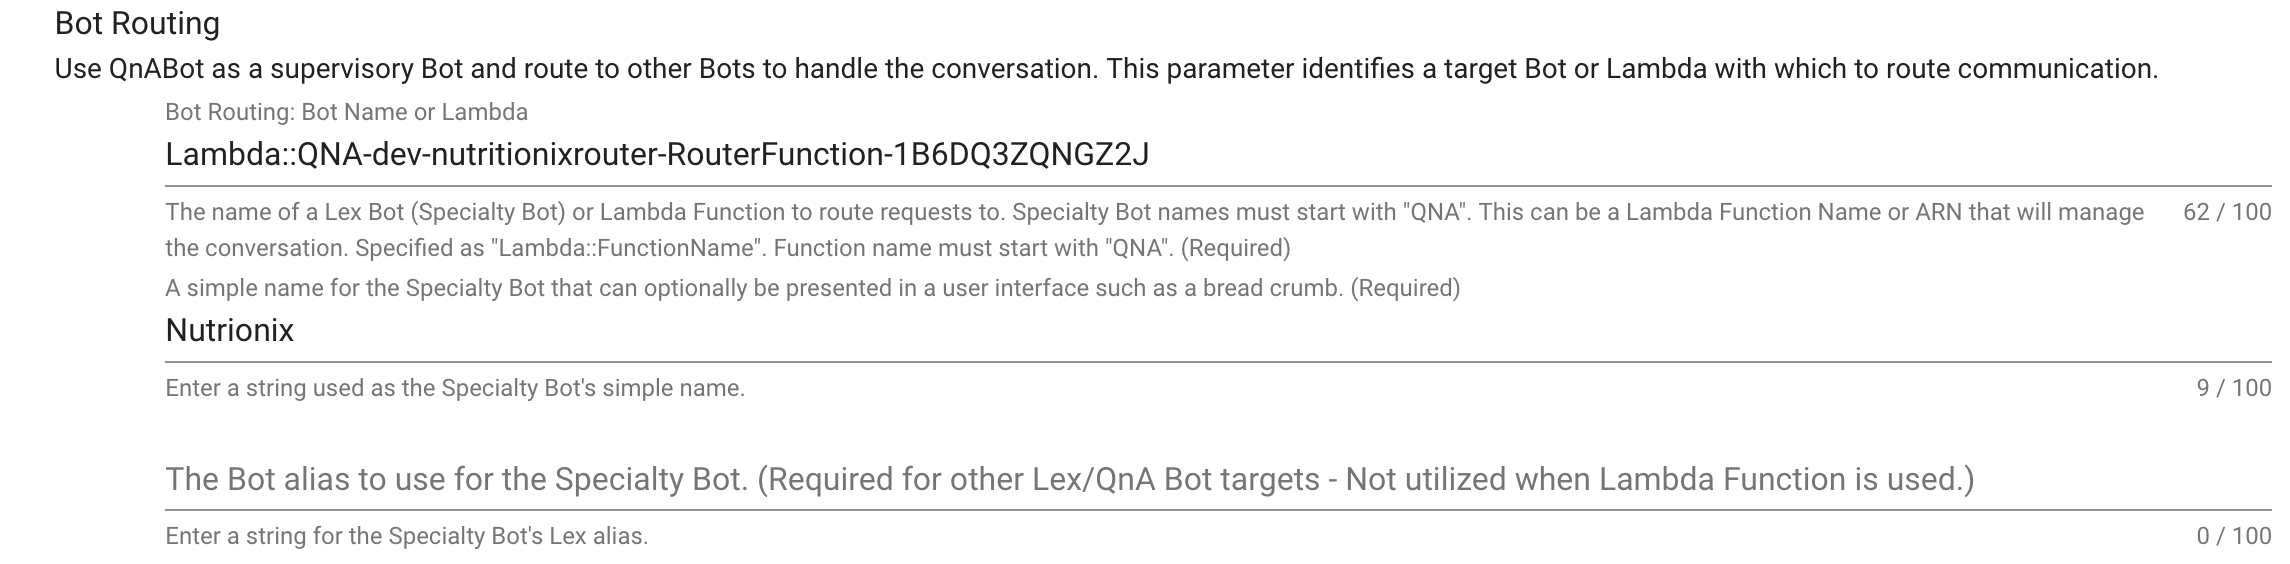 Bot Routing
Use QnABot as a supervisory Bot and route to other Bots to handle the conversation. This parameter identifies a target Bot or Lambda with which to route communication.
Bot Routing: Bot Name or Lambda
Lambda::QNA-dev-nutritionixrouter-RouterFunction-1B6DQ3ZQNGZ2J
The name of a Lex Bot (Specialty Bot) or Lambda Function to route requests to. Specialty Bot names must start with "QNA". This can be a Lambda Function Name or ARN that will manage 62 / 100
the conversation. Specified as "Lambda::FunctionName". Function name must start with "QNA". (Required)
A simple name for the Specialty Bot that can optionally be presented in a user interface such as a bread crumb. (Required)
Nutrionix
Enter a string used as the Specialty Bot's simple name. 9 / 100
The Bot alias to use for the Specialty Bot. (Required for other Lex/QnA Bot targets - Not utilized when Lambda Function is used.)
Enter a string for the Specialty Bot's Lex alias. 0 / 100